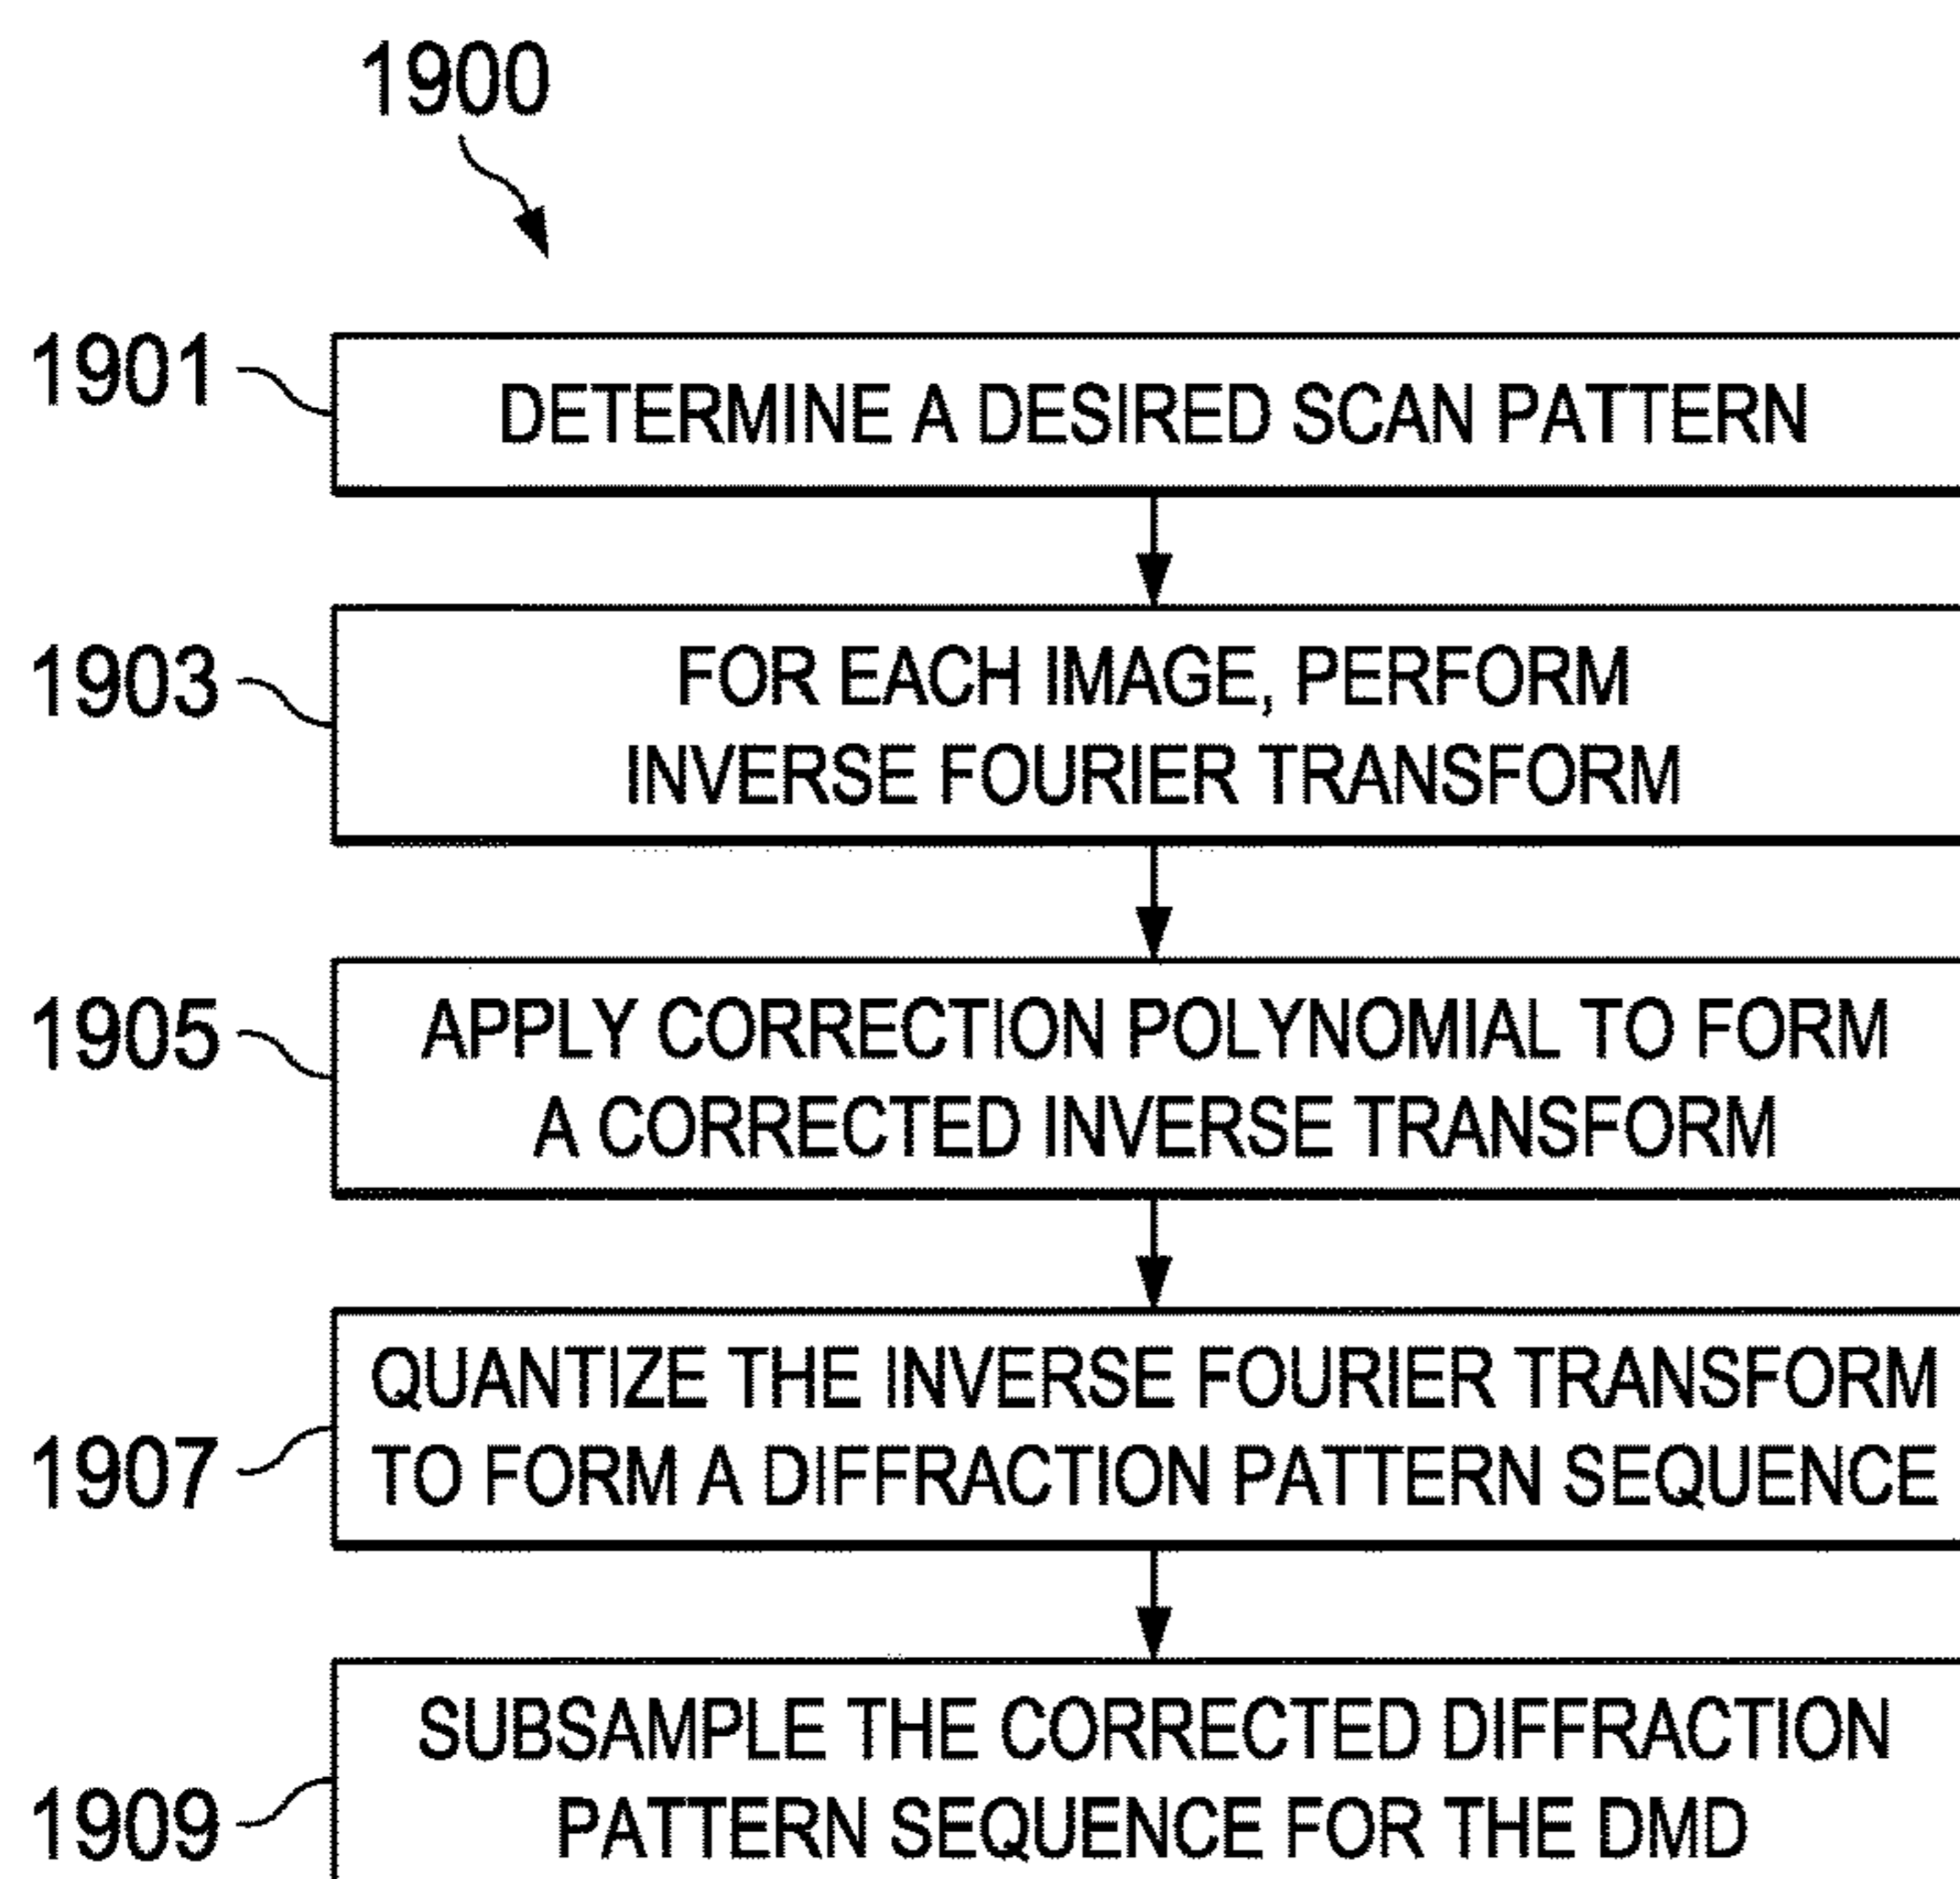 1900
1901
DETERMINE A DESIRED SCAN PATTERN
1903
FOR EACH IMAGE, PERFORM
INVERSE FOURIER TRANSFORM
1905
APPLY CORRECTION POLYNOMIAL TO FORM
A CORRECTED INVERSE TRANSFORM
1907
QUANTIZE THE INVERSE FOURIER TRANSFORM
TO FORM A DIFFRACTION PATTERN SEQUENCE
1909
SUBSAMPLE THE CORRECTED DIFFRACTION
PATTERN SEQUENCE FOR THE DMD